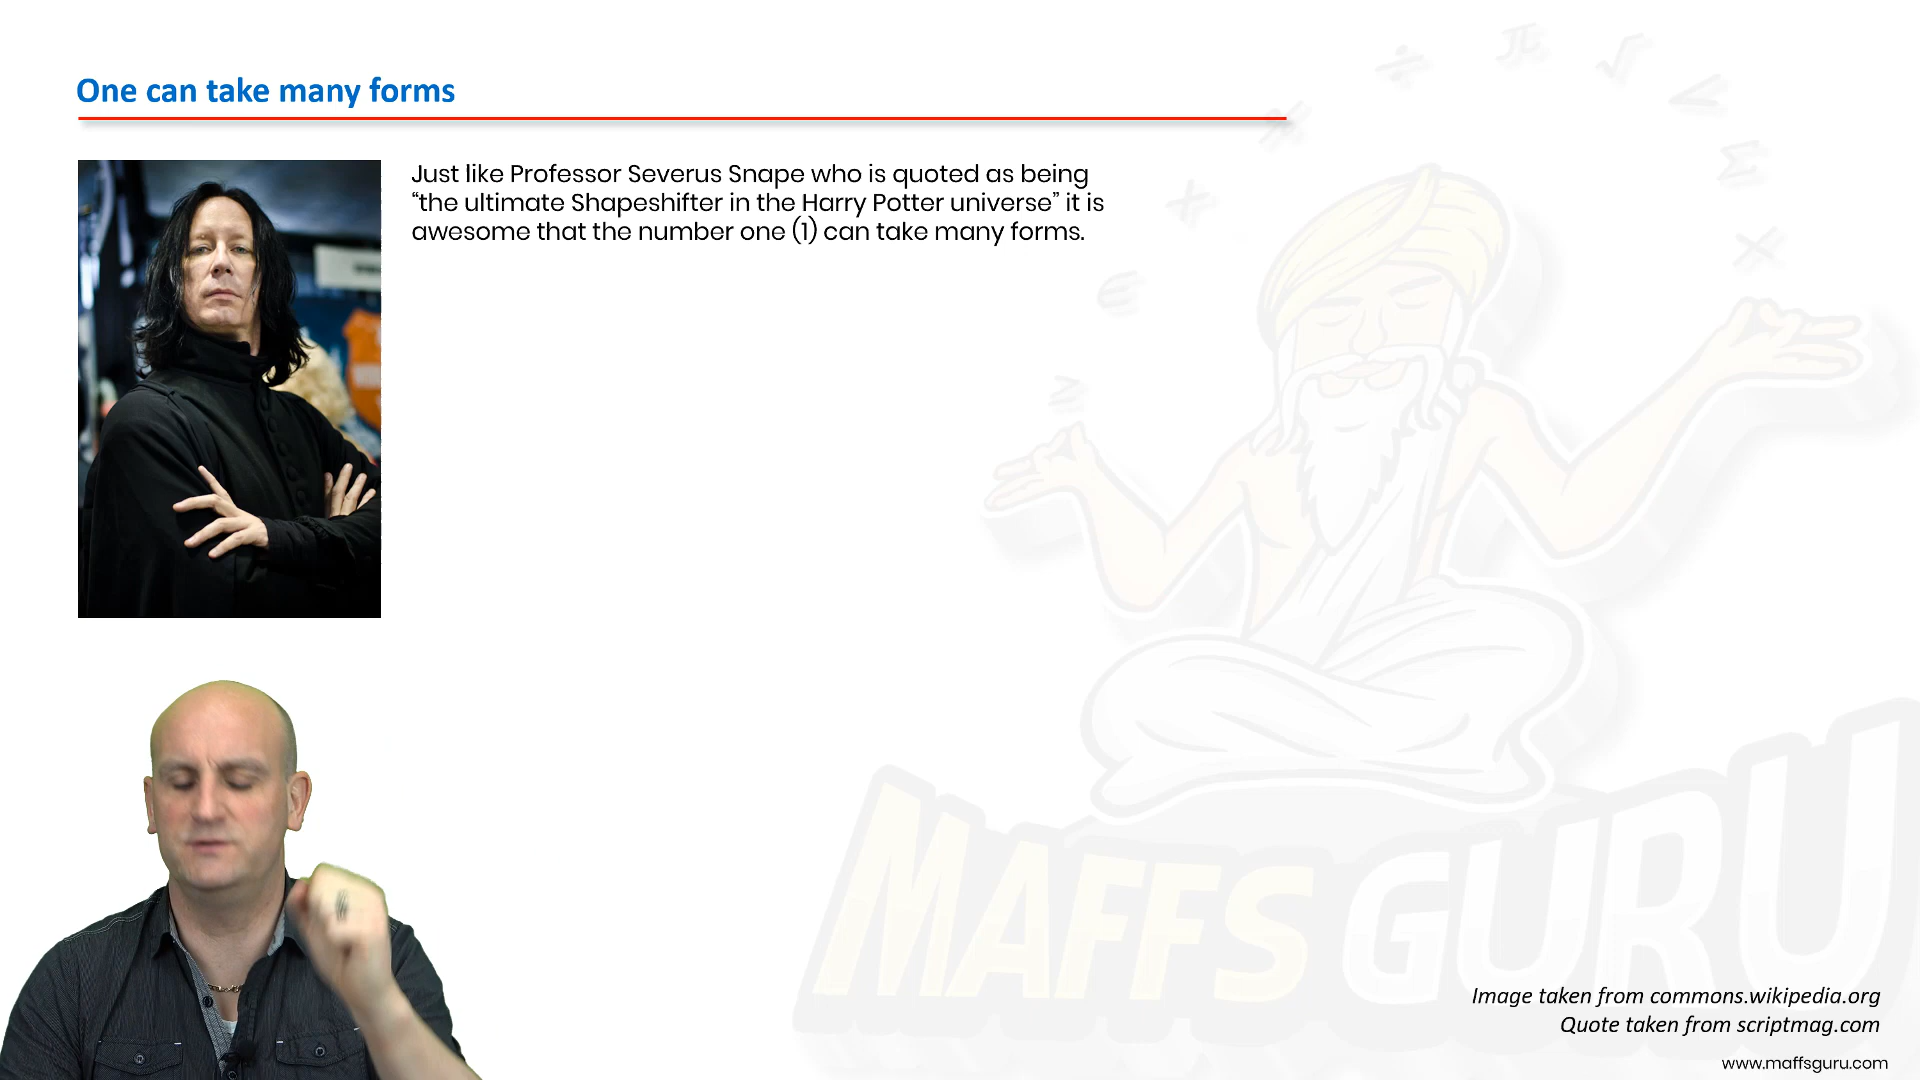 One can take many forms
Just like Professor Severus Snape who is quoted as being
“the ultimate Shapeshifter in the Harry Potter universe” it is
awesome that the number one (1) can take many forms.
MAFFS GURU
Image taken from commons.wikipedia.org
Quote taken from scriptmag.com
www.maffsguru.com